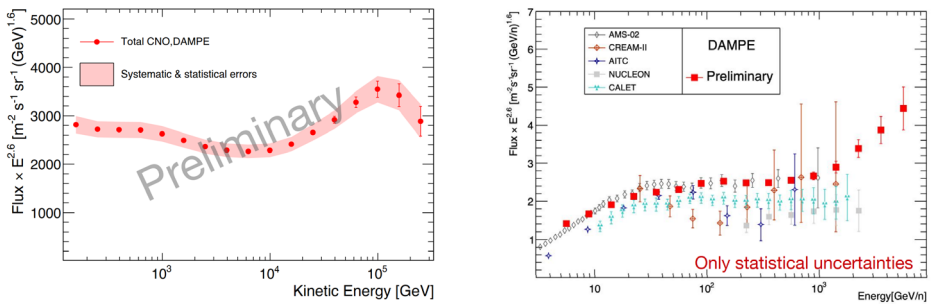 Flux × E^2.6 [m^-2 s^-1 sr^-1 (GeV)^1.6]
5000
4000
3000
2000
1000
Total CNO,DAMPE
Systematic & statistical errors
Preliminary
10^3
10^4
10^5
Kinetic Energy [GeV]
Flux × E^2.6 [m^-2s^-1sr^-1 (GeV/n)^1.6]
7
6
5
4
3
2
1
0
AMS-02
CREAM-II
AITC
NUCLEON
CALET
DAMPE
Preliminary
Only statistical uncertainties
10
10^2
10^3
Energy[GeV/n]